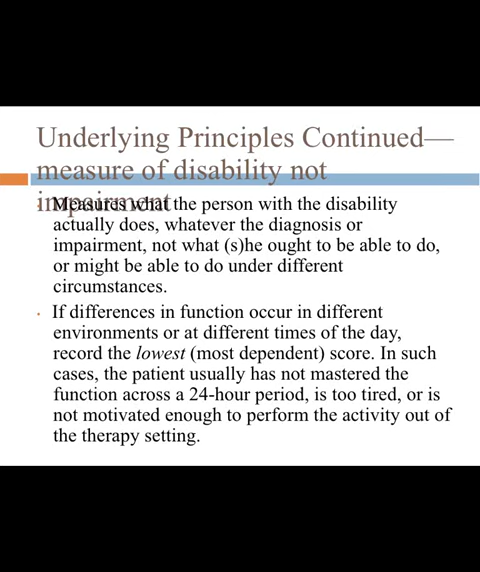 Underlying Principles Continued—
measure of disability not
impairment
• Measures what the person with the disability
actually does, whatever the diagnosis or
impairment, not what (s)he ought to be able to do,
or might be able to do under different
circumstances.
• If differences in function occur in different
environments or at different times of the day,
record the lowest (most dependent) score. In such
cases, the patient usually has not mastered the
function across a 24-hour period, is too tired, or is
not motivated enough to perform the activity out of
the therapy setting.